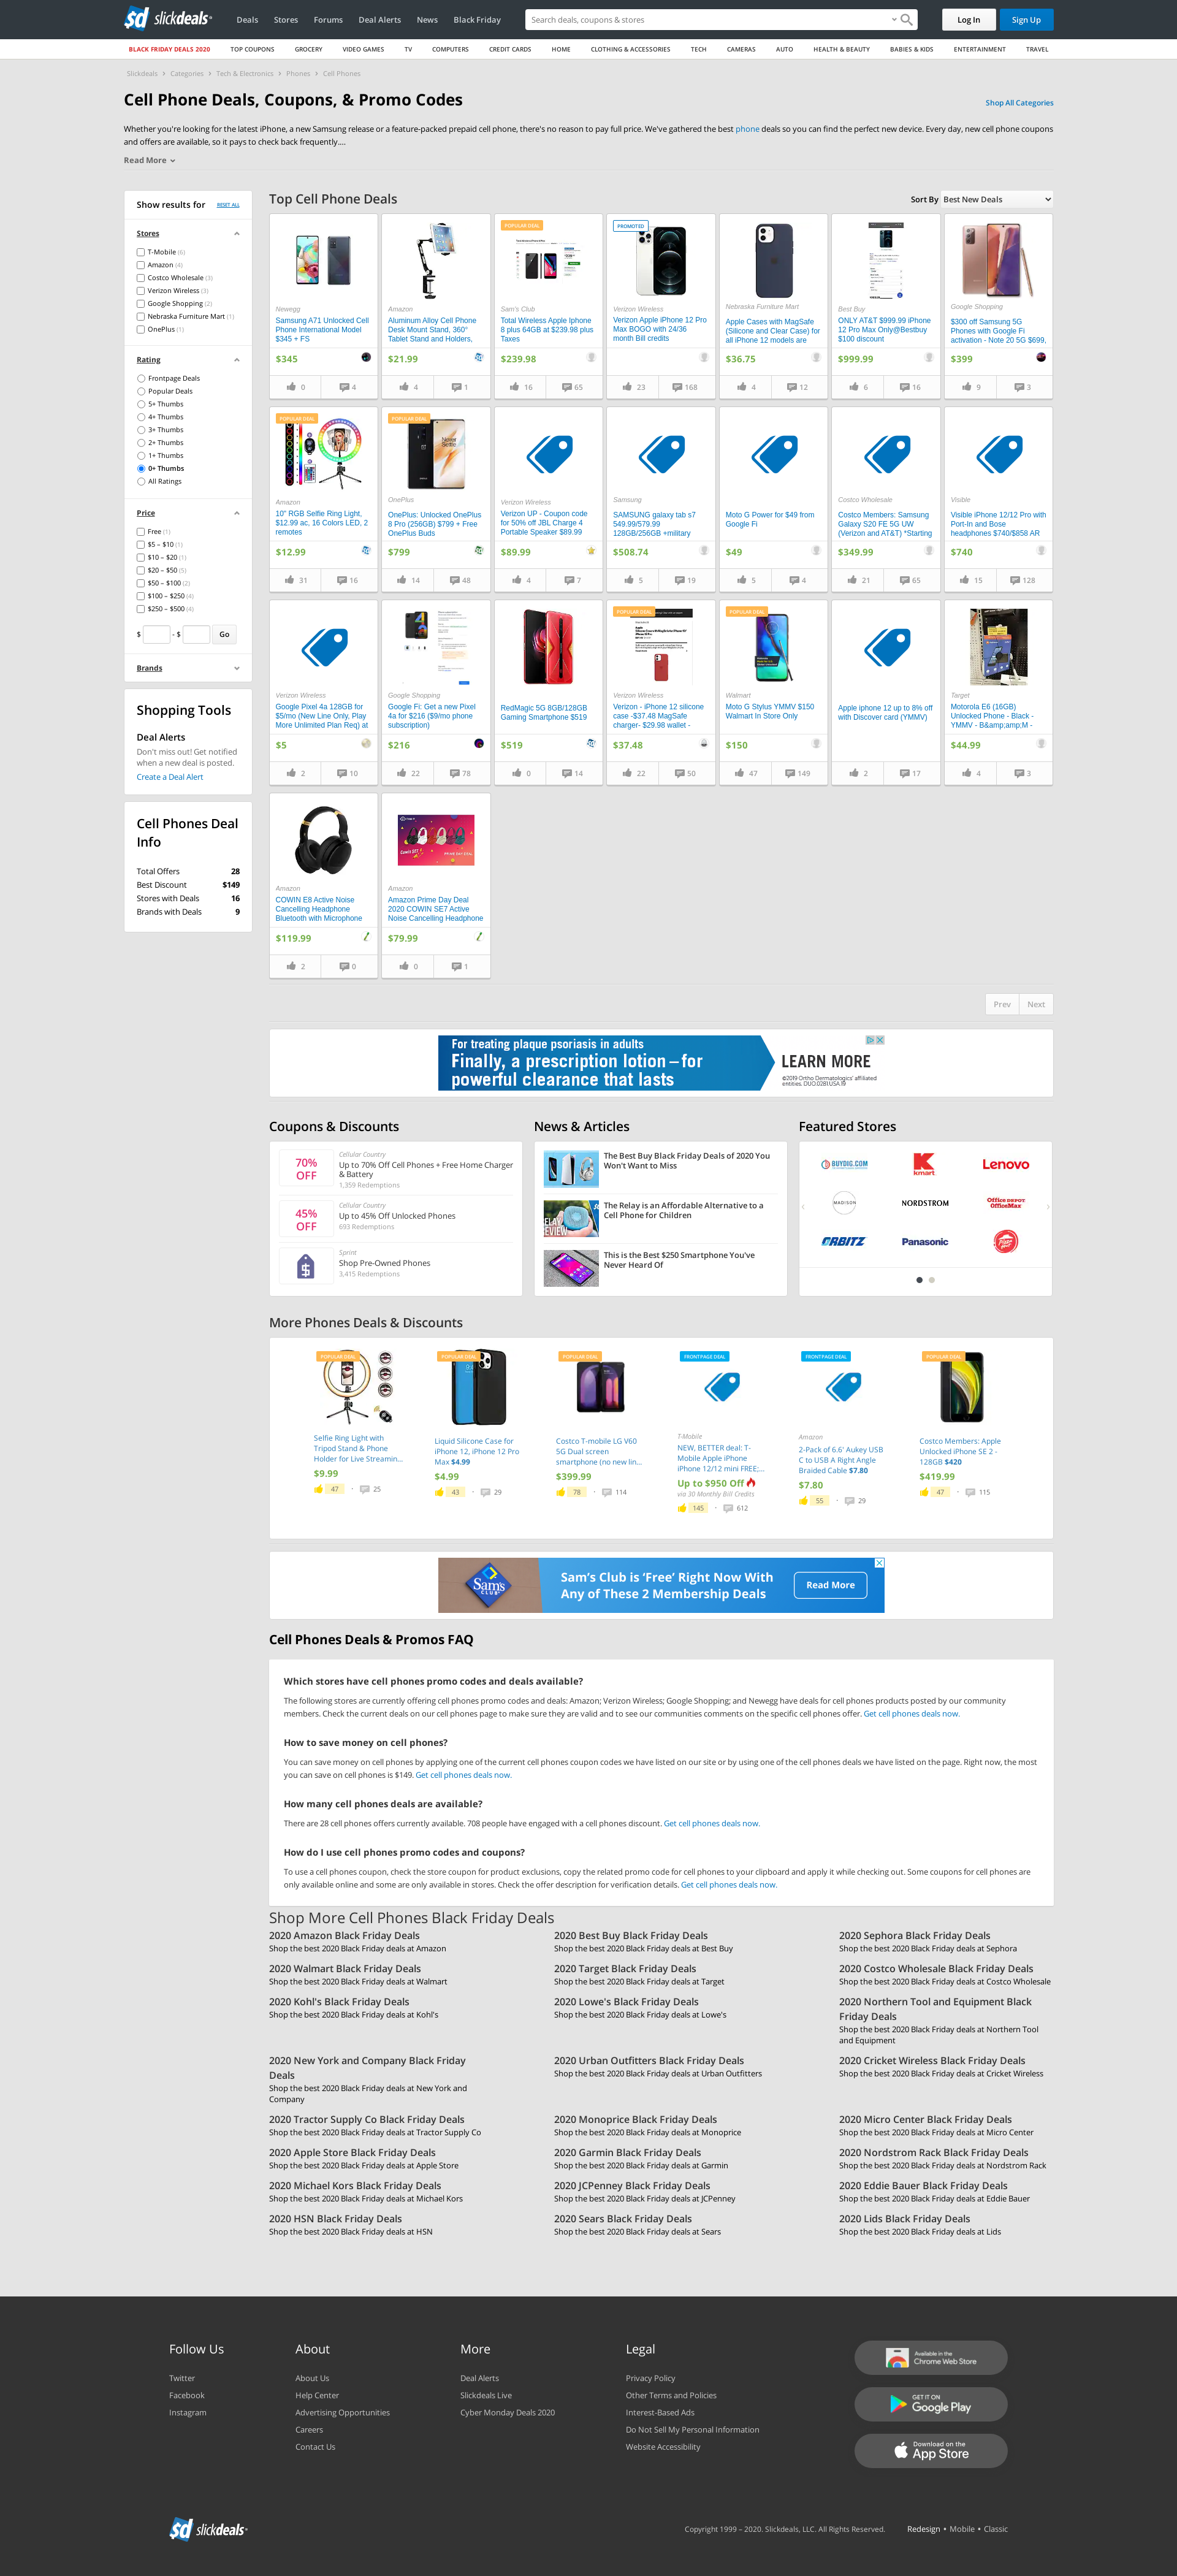 slickdeals
Deals Stores Forums Deal Alerts News Black Friday
Search deals, coupons & stores
Log In Sign Up
BLACK FRIDAY DEALS 2020 TOP COUPONS GROCERY VIDEO GAMES TV COMPUTERS CREDIT CARDS HOME CLOTHING & ACCESSORIES TECH CAMERAS AUTO HEALTH & BEAUTY BABIES & KIDS ENTERTAINMENT TRAVEL
Slickdeals › Categories › Tech & Electronics › Phones › Cell Phones
Cell Phone Deals, Coupons, & Promo Codes
Shop All Categories
Whether you're looking for the latest iPhone, a new Samsung release or a feature-packed prepaid cell phone, there's no reason to pay full price. We've gathered the best phone deals so you can find the perfect new device. Every day, new cell phone coupons
and offers are available, so it pays to check back frequently....
Read More
Show results for RESET ALL
Stores
T-Mobile (6)
Amazon (4)
Costco Wholesale (3)
Verizon Wireless (3)
Google Shopping (2)
Nebraska Furniture Mart (1)
OnePlus (1)
Rating
Frontpage Deals
Popular Deals
5+ Thumbs
4+ Thumbs
3+ Thumbs
2+ Thumbs
1+ Thumbs
0+ Thumbs
All Ratings
Price
Free (1)
$5 – $10 (1)
$10 – $20 (1)
$20 – $50 (5)
$50 – $100 (2)
$100 – $250 (4)
$250 – $500 (4)
$ - $ Go
Brands
Shopping Tools
Deal Alerts
Don't miss out! Get notified
when a new deal is posted.
Create a Deal Alert
Cell Phones Deal
Info
Total Offers 28
Best Discount $149
Stores with Deals 16
Brands with Deals 9
Top Cell Phone Deals
Sort By Best New Deals
Newegg
Samsung A71 Unlocked Cell
Phone International Model
$345 + FS
$345
0 4
Amazon
Aluminum Alloy Cell Phone
Desk Mount Stand, 360°
Tablet Stand and Holders,
$21.99
4 1
POPULAR DEAL
Sam's Club
Total Wireless Apple Iphone
8 plus 64GB at $239.98 plus
Taxes
$239.98
16 65
PROMOTED
Verizon Wireless
Verizon Apple iPhone 12 Pro
Max BOGO with 24/36
month Bill credits
23 168
Nebraska Furniture Mart
Apple Cases with MagSafe
(Silicone and Clear Case) for
all iPhone 12 models are
$36.75
4 12
Best Buy
ONLY AT&T $999.99 iPhone
12 Pro Max Only@Bestbuy
$100 discount
$999.99
6 16
Google Shopping
$300 off Samsung 5G
Phones with Google Fi
activation - Note 20 5G $699,
$399
9 3
POPULAR DEAL
Amazon
10" RGB Selfie Ring Light,
$12.99 ac, 16 Colors LED, 2
remotes
$12.99
31 16
POPULAR DEAL
Never
Settle
OnePlus
OnePlus: Unlocked OnePlus
8 Pro (256GB) $799 + Free
OnePlus Buds
$799
14 48
Verizon Wireless
Verizon UP - Coupon code
for 50% off JBL Charge 4
Portable Speaker $89.99
$89.99
4 7
Samsung
SAMSUNG galaxy tab s7
549.99/579.99
128GB/256GB +military
$508.74
5 19
Moto G Power for $49 from
Google Fi
$49
5 4
Costco Wholesale
Costco Members: Samsung
Galaxy S20 FE 5G UW
(Verizon and AT&T) *Starting
$349.99
21 65
Visible
Visible iPhone 12/12 Pro with
Port-In and Bose
headphones $740/$858 AR
$740
15 128
Verizon Wireless
Google Pixel 4a 128GB for
$5/mo (New Line Only, Play
More Unlimited Plan Req) at
$5
2 10
Google Shopping
Google Fi: Get a new Pixel
4a for $216 ($9/mo phone
subscription)
$216
22 78
RedMagic 5G 8GB/128GB
Gaming Smartphone $519
$519
0 14
POPULAR DEAL
Verizon Wireless
Verizon - iPhone 12 silicone
case -$37.48 MagSafe
charger- $29.98 wallet -
$37.48
22 50
POPULAR DEAL
Walmart
Moto G Stylus YMMV $150
Walmart In Store Only
$150
47 149
Apple iphone 12 up to 8% off
with Discover card (YMMV)
2 17
Target
Motorola E6 (16GB)
Unlocked Phone - Black -
YMMV - B&amp;amp;M -
$44.99
4 3
Amazon
COWIN E8 Active Noise
Cancelling Headphone
Bluetooth with Microphone
$119.99
2 0
Amazon
Amazon Prime Day Deal
2020 COWIN SE7 Active
Noise Cancelling Headphone
$79.99
0 1
Prev Next
For treating plaque psoriasis in adults
Finally, a prescription lotion–for
powerful clearance that lasts
LEARN MORE
©2019 Ortho Dermatologics' affiliated
entities. DUO.0281.USA.19
Coupons & Discounts
70%
OFF
Cellular Country
Up to 70% Off Cell Phones + Free Home Charger
& Battery
1,359 Redemptions
45%
OFF
Cellular Country
Up to 45% Off Unlocked Phones
693 Redemptions
Sprint
Shop Pre-Owned Phones
3,415 Redemptions
News & Articles
The Best Buy Black Friday Deals of 2020 You
Won't Want to Miss
The Relay is an Affordable Alternative to a
Cell Phone for Children
This is the Best $250 Smartphone You've
Never Heard Of
Featured Stores
BUYDIG.COM kmart Lenovo
MADISON NORDSTROM Office DEPOT
OfficeMax
ORBITZ Panasonic
More Phones Deals & Discounts
POPULAR DEAL
Selfie Ring Light with
Tripod Stand & Phone
Holder for Live Streamin...
$9.99
47 25
POPULAR DEAL
Liquid Silicone Case for
iPhone 12, iPhone 12 Pro
Max $4.99
$4.99
43 29
POPULAR DEAL
Costco T-mobile LG V60
5G Dual screen
smartphone (no new lin...
$399.99
78 114
FRONTPAGE DEAL
T-Mobile
NEW, BETTER deal: T-
Mobile Apple iPhone
iPhone 12/12 mini FREE;...
Up to $950 Off
via 30 Monthly Bill Credits
145 612
FRONTPAGE DEAL
Amazon
2-Pack of 6.6' Aukey USB
C to USB A Right Angle
Braided Cable $7.80
$7.80
55 29
POPULAR DEAL
Costco Members: Apple
Unlocked iPhone SE 2 -
128GB $420
$419.99
47 115
Sam's
CLUB
Sam's Club is 'Free' Right Now With
Any of These 2 Membership Deals
Read More
Cell Phones Deals & Promos FAQ
Which stores have cell phones promo codes and deals available?
The following stores are currently offering cell phones promo codes and deals: Amazon; Verizon Wireless; Google Shopping; and Newegg have deals for cell phones products posted by our community
members. Check the current deals on our cell phones page to make sure they are valid and to see our communities comments on the specific cell phones offer. Get cell phones deals now.
How to save money on cell phones?
You can save money on cell phones by applying one of the current cell phones coupon codes we have listed on our site or by using one of the cell phones deals we have listed on the page. Right now, the most
you can save on cell phones is $149. Get cell phones deals now.
How many cell phones deals are available?
There are 28 cell phones offers currently available. 708 people have engaged with a cell phones discount. Get cell phones deals now.
How do I use cell phones promo codes and coupons?
To use a cell phones coupon, check the store coupon for product exclusions, copy the related promo code for cell phones to your clipboard and apply it while checking out. Some coupons for cell phones are
only available online and some are only available in stores. Check the offer description for verification details. Get cell phones deals now.
Shop More Cell Phones Black Friday Deals
2020 Amazon Black Friday Deals
Shop the best 2020 Black Friday deals at Amazon
2020 Best Buy Black Friday Deals
Shop the best 2020 Black Friday deals at Best Buy
2020 Sephora Black Friday Deals
Shop the best 2020 Black Friday deals at Sephora
2020 Walmart Black Friday Deals
Shop the best 2020 Black Friday deals at Walmart
2020 Target Black Friday Deals
Shop the best 2020 Black Friday deals at Target
2020 Costco Wholesale Black Friday Deals
Shop the best 2020 Black Friday deals at Costco Wholesale
2020 Kohl's Black Friday Deals
Shop the best 2020 Black Friday deals at Kohl's
2020 Lowe's Black Friday Deals
Shop the best 2020 Black Friday deals at Lowe's
2020 Northern Tool and Equipment Black
Friday Deals
Shop the best 2020 Black Friday deals at Northern Tool
and Equipment
2020 New York and Company Black Friday
Deals
Shop the best 2020 Black Friday deals at New York and
Company
2020 Urban Outfitters Black Friday Deals
Shop the best 2020 Black Friday deals at Urban Outfitters
2020 Cricket Wireless Black Friday Deals
Shop the best 2020 Black Friday deals at Cricket Wireless
2020 Tractor Supply Co Black Friday Deals
Shop the best 2020 Black Friday deals at Tractor Supply Co
2020 Monoprice Black Friday Deals
Shop the best 2020 Black Friday deals at Monoprice
2020 Micro Center Black Friday Deals
Shop the best 2020 Black Friday deals at Micro Center
2020 Apple Store Black Friday Deals
Shop the best 2020 Black Friday deals at Apple Store
2020 Garmin Black Friday Deals
Shop the best 2020 Black Friday deals at Garmin
2020 Nordstrom Rack Black Friday Deals
Shop the best 2020 Black Friday deals at Nordstrom Rack
2020 Michael Kors Black Friday Deals
Shop the best 2020 Black Friday deals at Michael Kors
2020 JCPenney Black Friday Deals
Shop the best 2020 Black Friday deals at JCPenney
2020 Eddie Bauer Black Friday Deals
Shop the best 2020 Black Friday deals at Eddie Bauer
2020 HSN Black Friday Deals
Shop the best 2020 Black Friday deals at HSN
2020 Sears Black Friday Deals
Shop the best 2020 Black Friday deals at Sears
2020 Lids Black Friday Deals
Shop the best 2020 Black Friday deals at Lids
Follow Us
Twitter
Facebook
Instagram
About
About Us
Help Center
Advertising Opportunities
Careers
Contact Us
More
Deal Alerts
Slickdeals Live
Cyber Monday Deals 2020
Legal
Privacy Policy
Other Terms and Policies
Interest-Based Ads
Do Not Sell My Personal Information
Website Accessibility
Available in the
Chrome Web Store
GET IT ON
Google Play
Download on the
App Store
slickdeals
Copyright 1999 – 2020. Slickdeals, LLC. All Rights Reserved. Redesign • Mobile • Classic